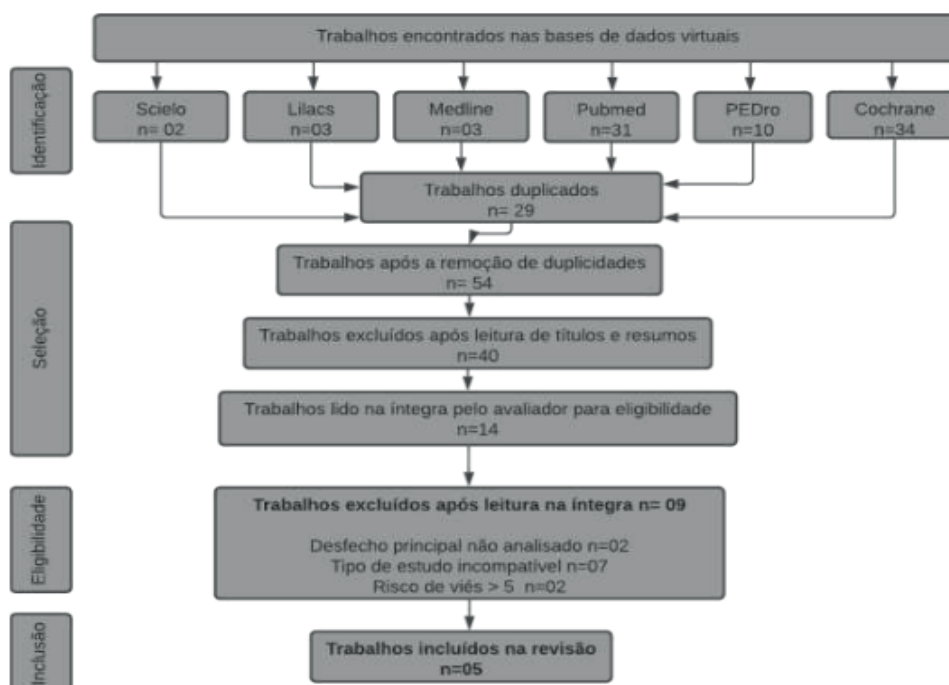 Trabalhos encontrados nas bases de dados virtuais
Identificação
Scielo
n= 02
Lilacs
n=03
Medline
n=03
Pubmed
n=31
PEDro
n=10
Cochrane
n=34
Trabalhos duplicados
n= 29
Seleção
Trabalhos após a remoção de duplicidades
n= 54
Trabalhos excluídos após leitura de títulos e resumos
n=40
Trabalhos lido na íntegra pelo avaliador para eligibilidade
n=14
Eligibilidade
Trabalhos excluídos após leitura na íntegra n= 09
Desfecho principal não analisado n=02
Tipo de estudo incompatível n=07
Risco de viés > 5 n=02
Inclusão
Trabalhos incluídos na revisão
n=05